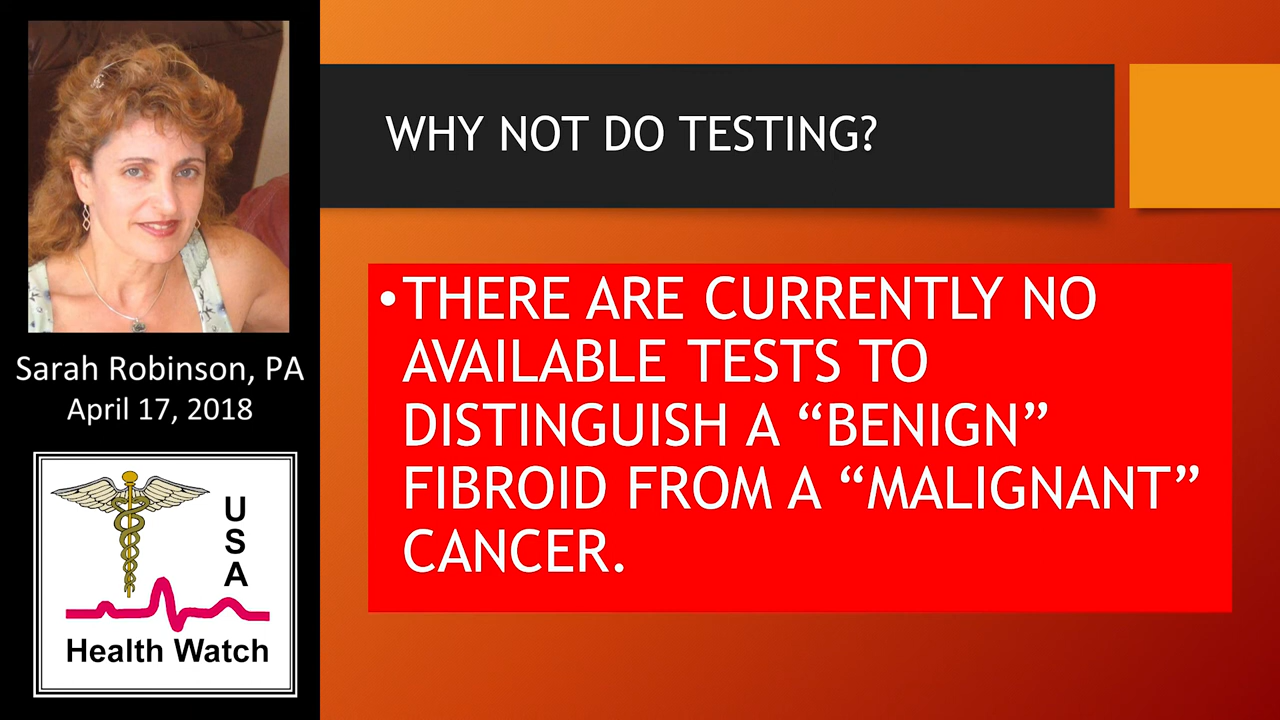 Sarah Robinson, PA
April 17, 2018
U
S
A
Health Watch
WHY NOT DO TESTING?
•THERE ARE CURRENTLY NO
AVAILABLE TESTS TO
DISTINGUISH A “BENIGN”
FIBROID FROM A “MALIGNANT”
CANCER.